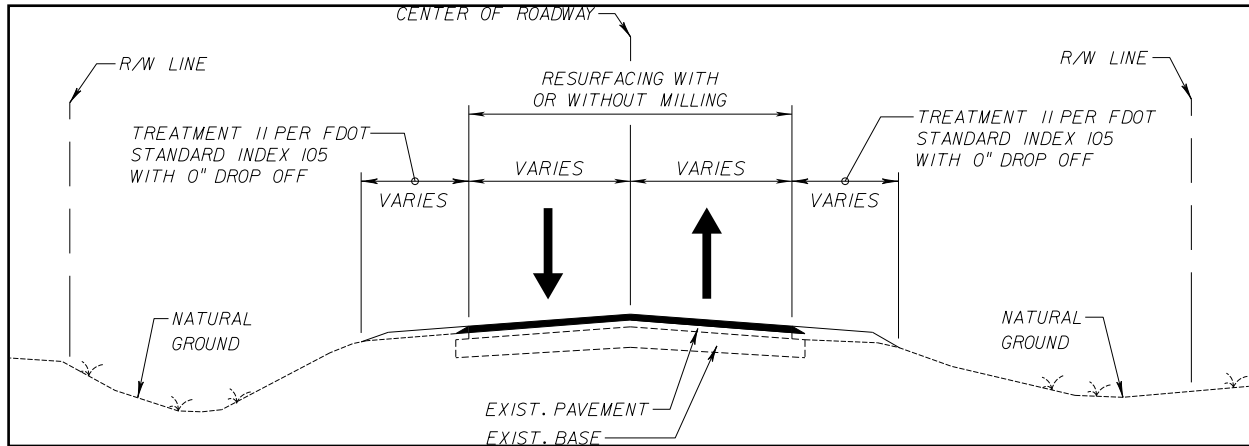 CENTER OF ROADWAY
R/W LINE
R/W LINE
RESURFACING WITH
OR WITHOUT MILLING
TREATMENT II PER FDOT
STANDARD INDEX 105
WITH 0" DROP OFF
TREATMENT II PER FDOT
STANDARD INDEX 105
WITH 0" DROP OFF
VARIES
VARIES
VARIES
VARIES
NATURAL
GROUND
NATURAL
GROUND
EXIST. PAVEMENT
EXIST. BASE